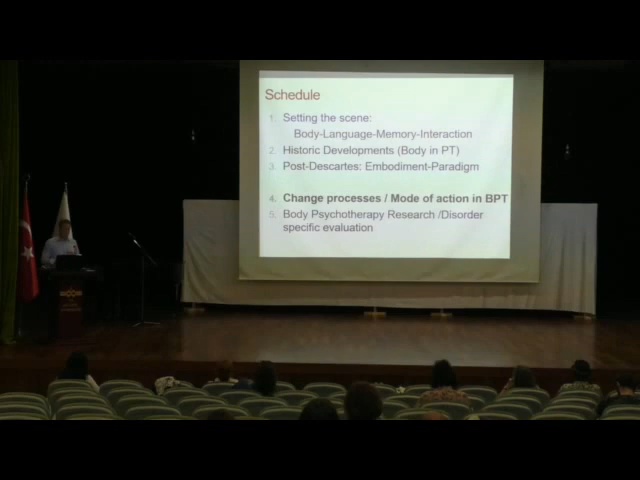 Schedule
1. Setting the scene:
Body-Language-Memory-Interaction
2. Historic Developments (Body in PT)
3. Post-Descartes: Embodiment-Paradigm
4. Change processes / Mode of action in BPT
5. Body Psychotherapy Research /Disorder
specific evaluation